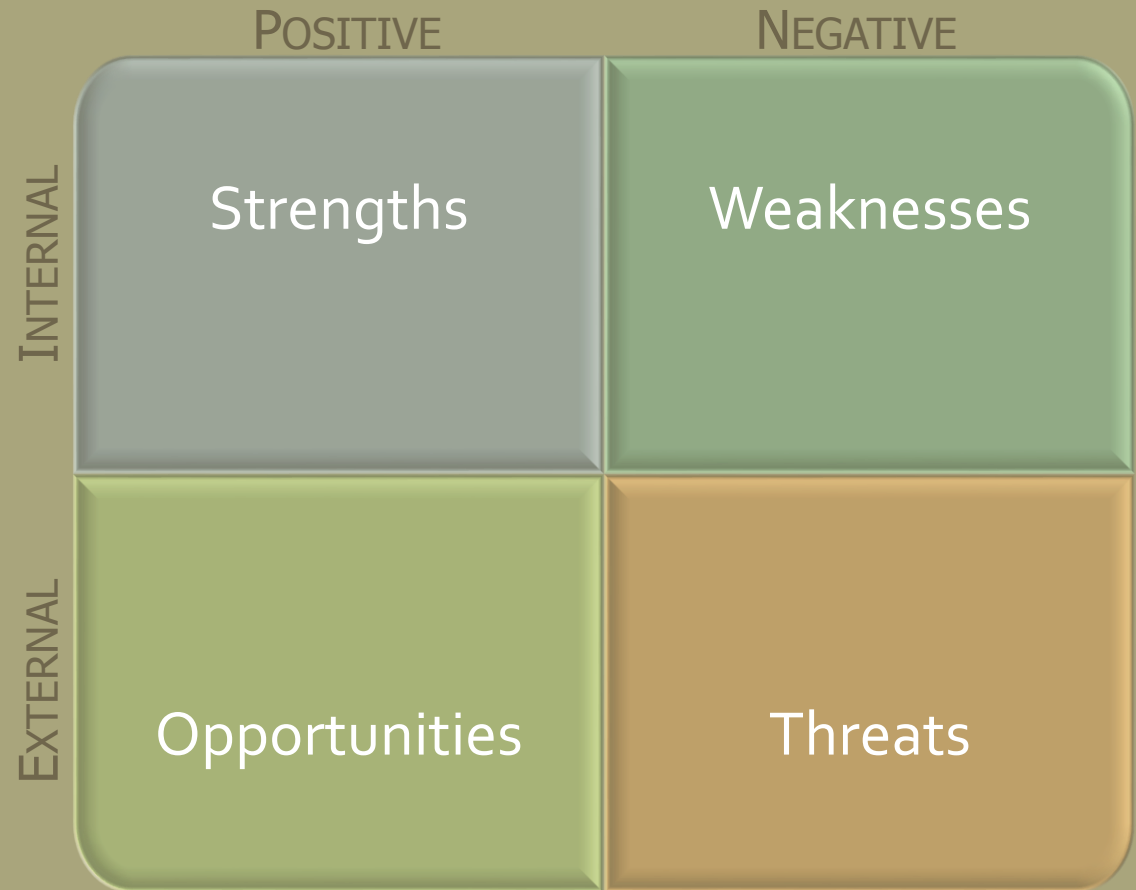 POSITIVE
NEGATIVE
INTERNAL
Strengths
Weaknesses
EXTERNAL
Opportunities
Threats